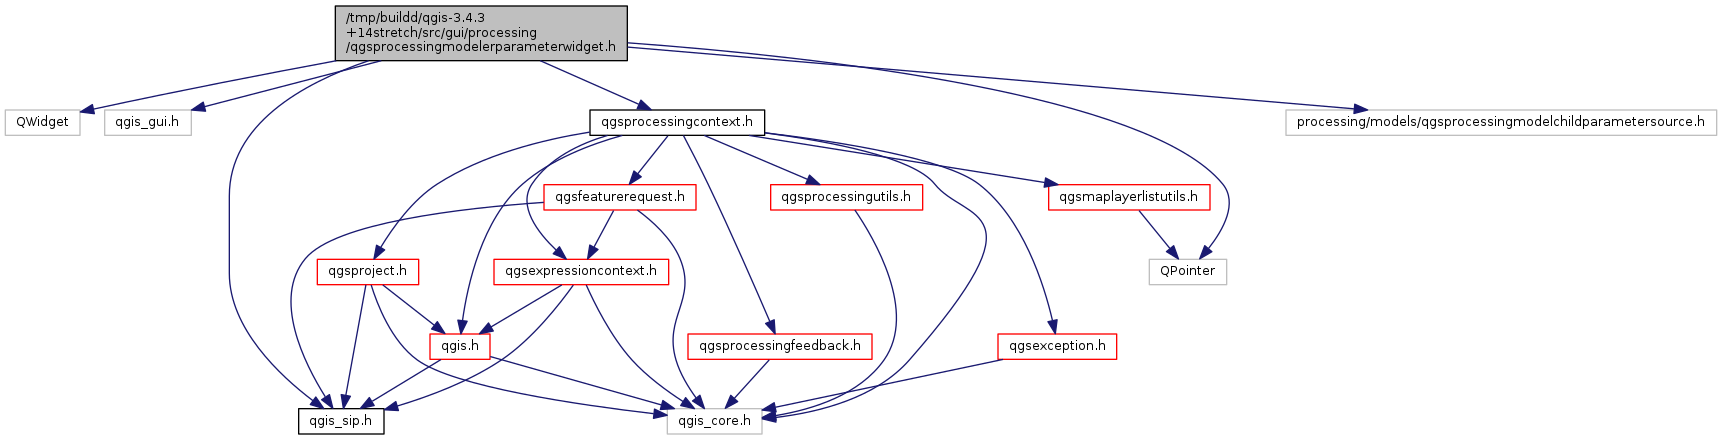 /tmp/buildd/qgis-3.4.3
+14stretch/src/gui/processing
/qgsprocessingmodelerparameterwidget.h
QWidget
qgis_gui.h
qgsprocessingcontext.h
processing/models/qgsprocessingmodelchildparametersource.h
qgsfeaturerequest.h
qgsprocessingutils.h
qgsmaplayerlistutils.h
qgsproject.h
qgsexpressioncontext.h
QPointer
qgis.h
qgsprocessingfeedback.h
qgsexception.h
qgis_sip.h
qgis_core.h